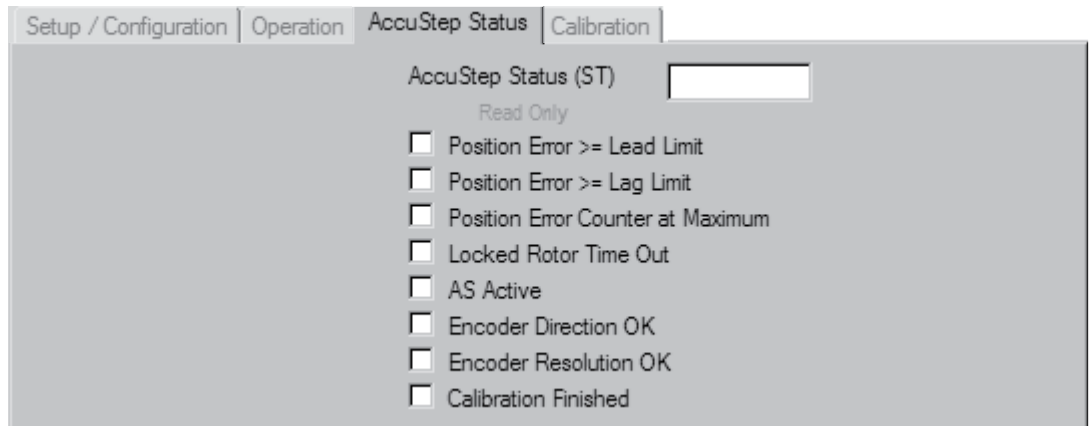 Setup / Configuration Operation AccuStep Status Calibration
AccuStep Status (ST)
Read Only
Position Error >= Lead Limit
Position Error >= Lag Limit
Position Error Counter at Maximum
Locked Rotor Time Out
AS Active
Encoder Direction OK
Encoder Resolution OK
Calibration Finished